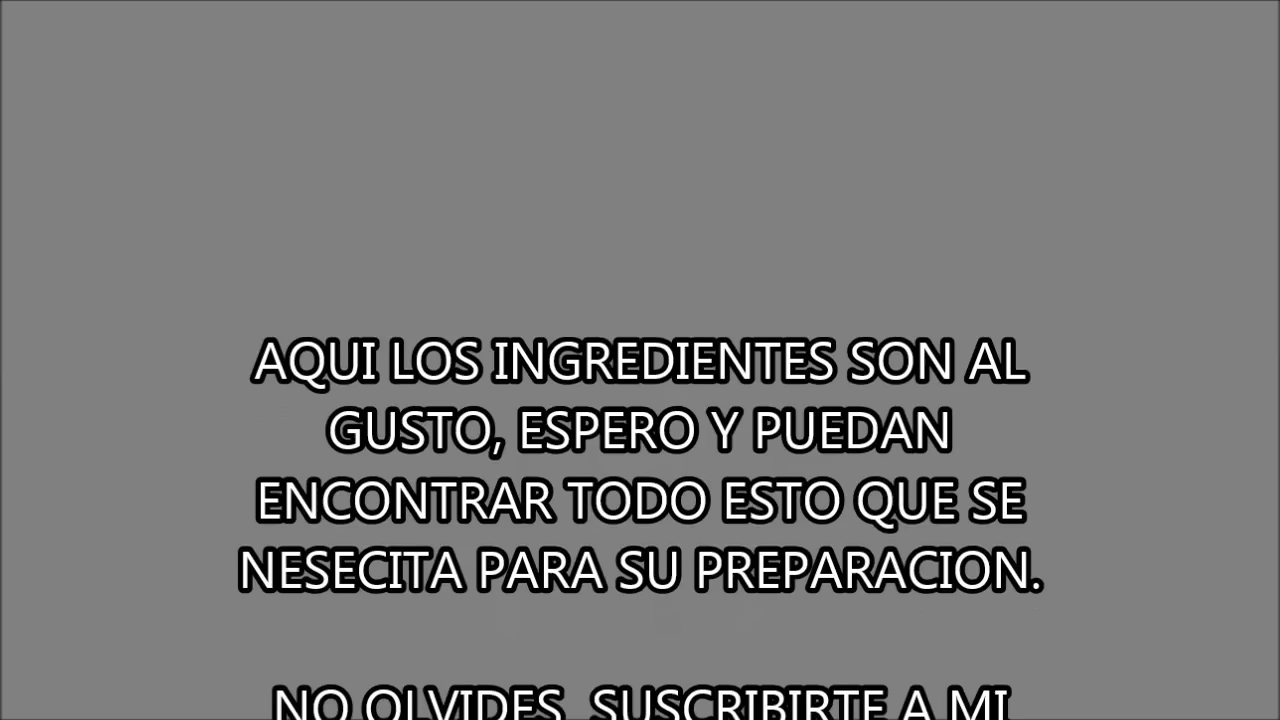 AQUI LOS INGREDIENTES SON AL
GUSTO, ESPERO Y PUEDAN
ENCONTRAR TODO ESTO QUE SE
NESECITA PARA SU PREPARACION.
NO OLVIDES SUSCRIBIRTE A MI